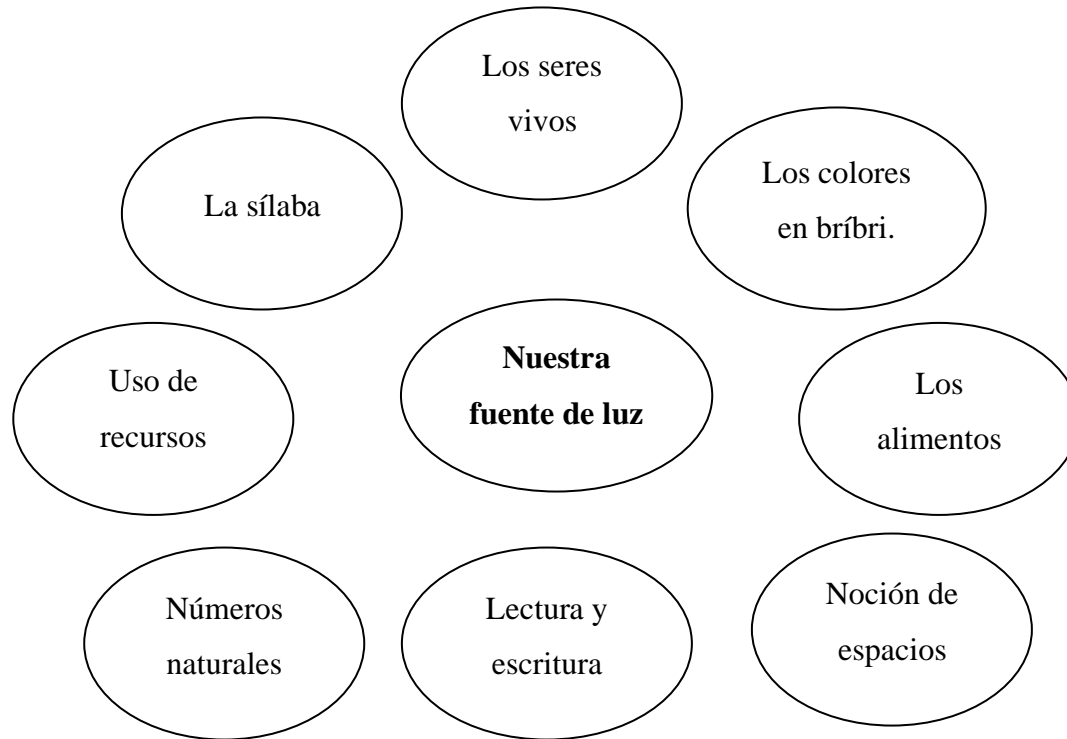 Los seres
vivos
La sílaba
Los colores
en bríbri.
Uso de
recursos
Nuestra
fuente de luz
Los
alimentos
Números
naturales
Lectura y
escritura
Noción de
espacios